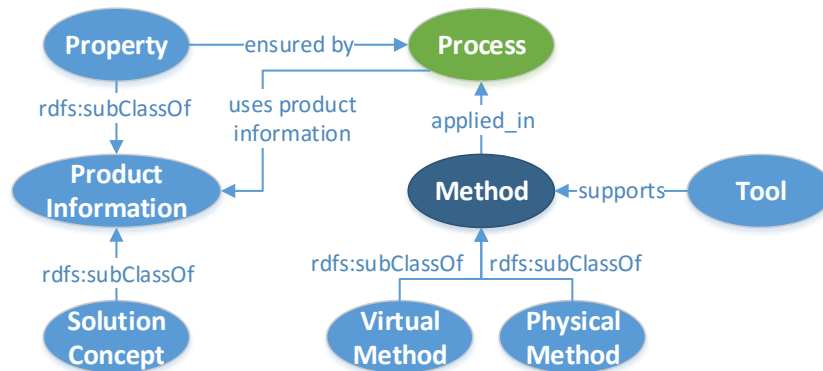 Property
ensured by
Process
rdfs:subClassOf
uses product
information
applied_in
Product
Information
Method
supports
Tool
rdfs:subClassOf
rdfs:subClassOf
rdfs:subClassOf
Solution
Concept
Virtual
Method
Physical
Method